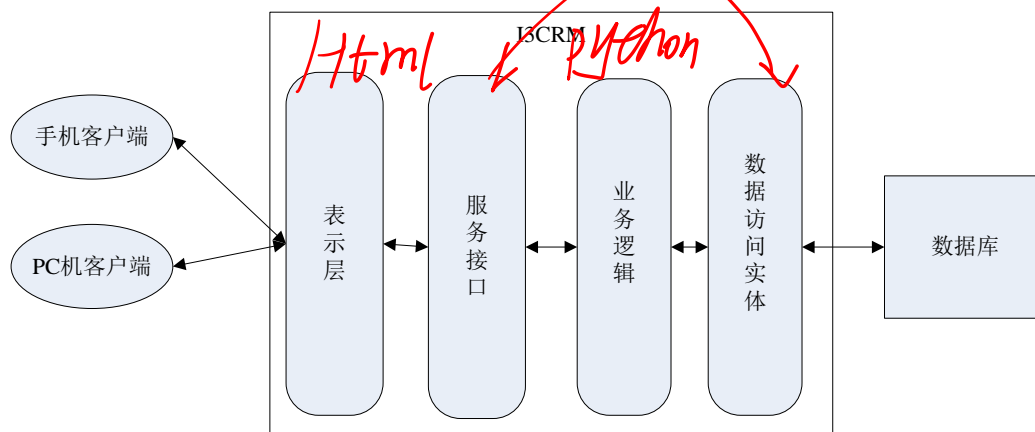 I3CRM
Html
python
手机客户端
PC机客户端
表示层
服务接口
业务逻辑
数据访问实体
数据库